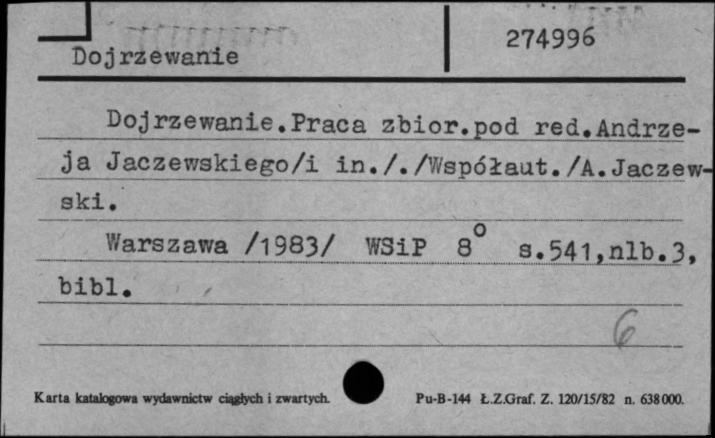 274996
Dojrzewanie
Dojrzewanie.Praca zbior.pod red.Andrze-
ja Jaczewskiego/i in././Współaut./A.Jaczew-
ski.
Warszawa /1983/ WSiP 8° s.541,nlb.3,
bibl.
6
Karta katalogowa wydawnictw ciągłych i zwartych. Pu-B-144 Ł.Z.Graf. Z. 120/15/82 n. 638000.